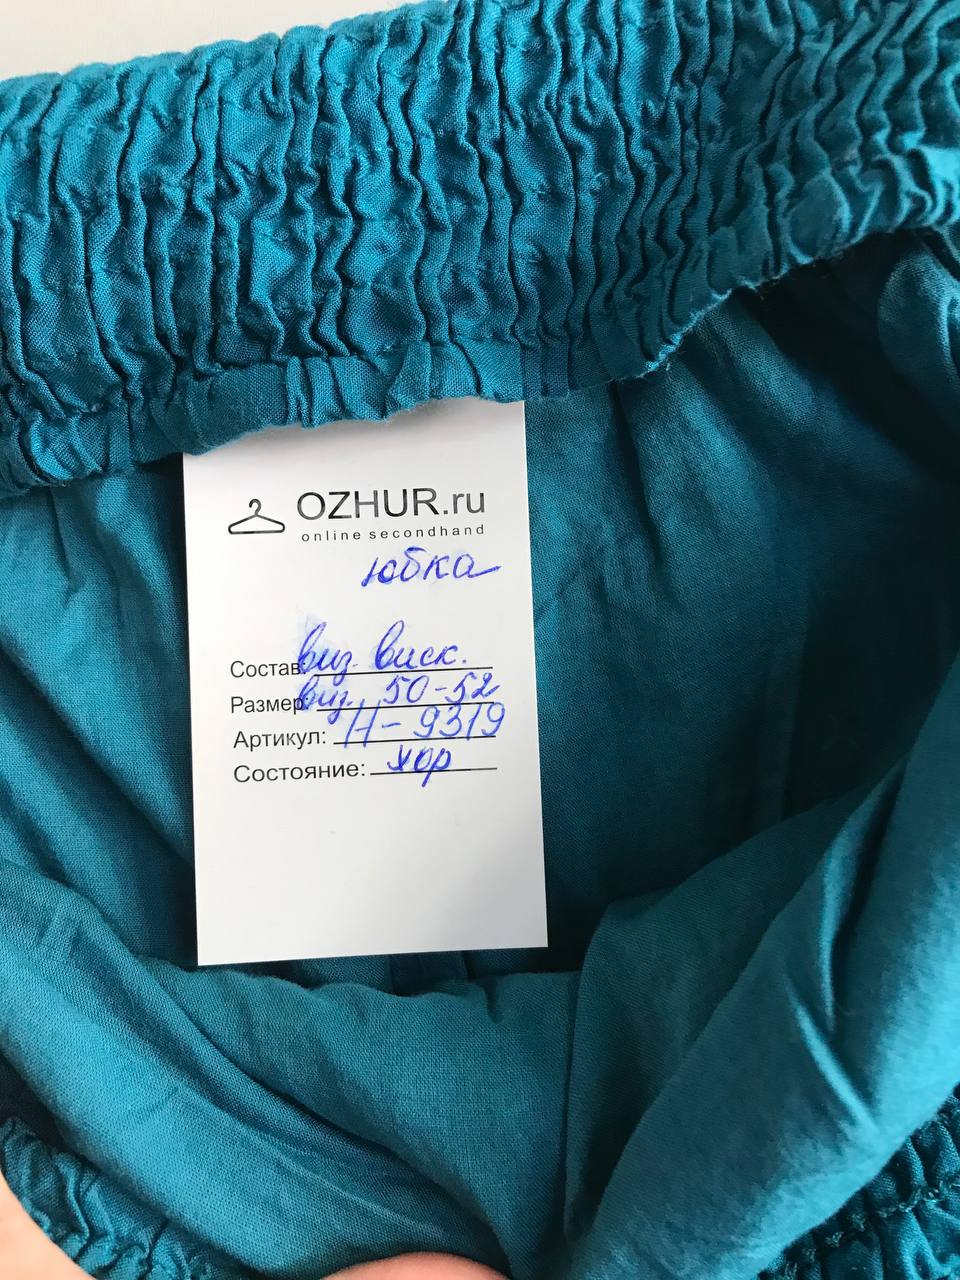 OZHUR.ru
online secondhand
юбка
Состав: виз. виск.
Размер: виз. 50-52
Артикул: Н-9319
Состояние: хор